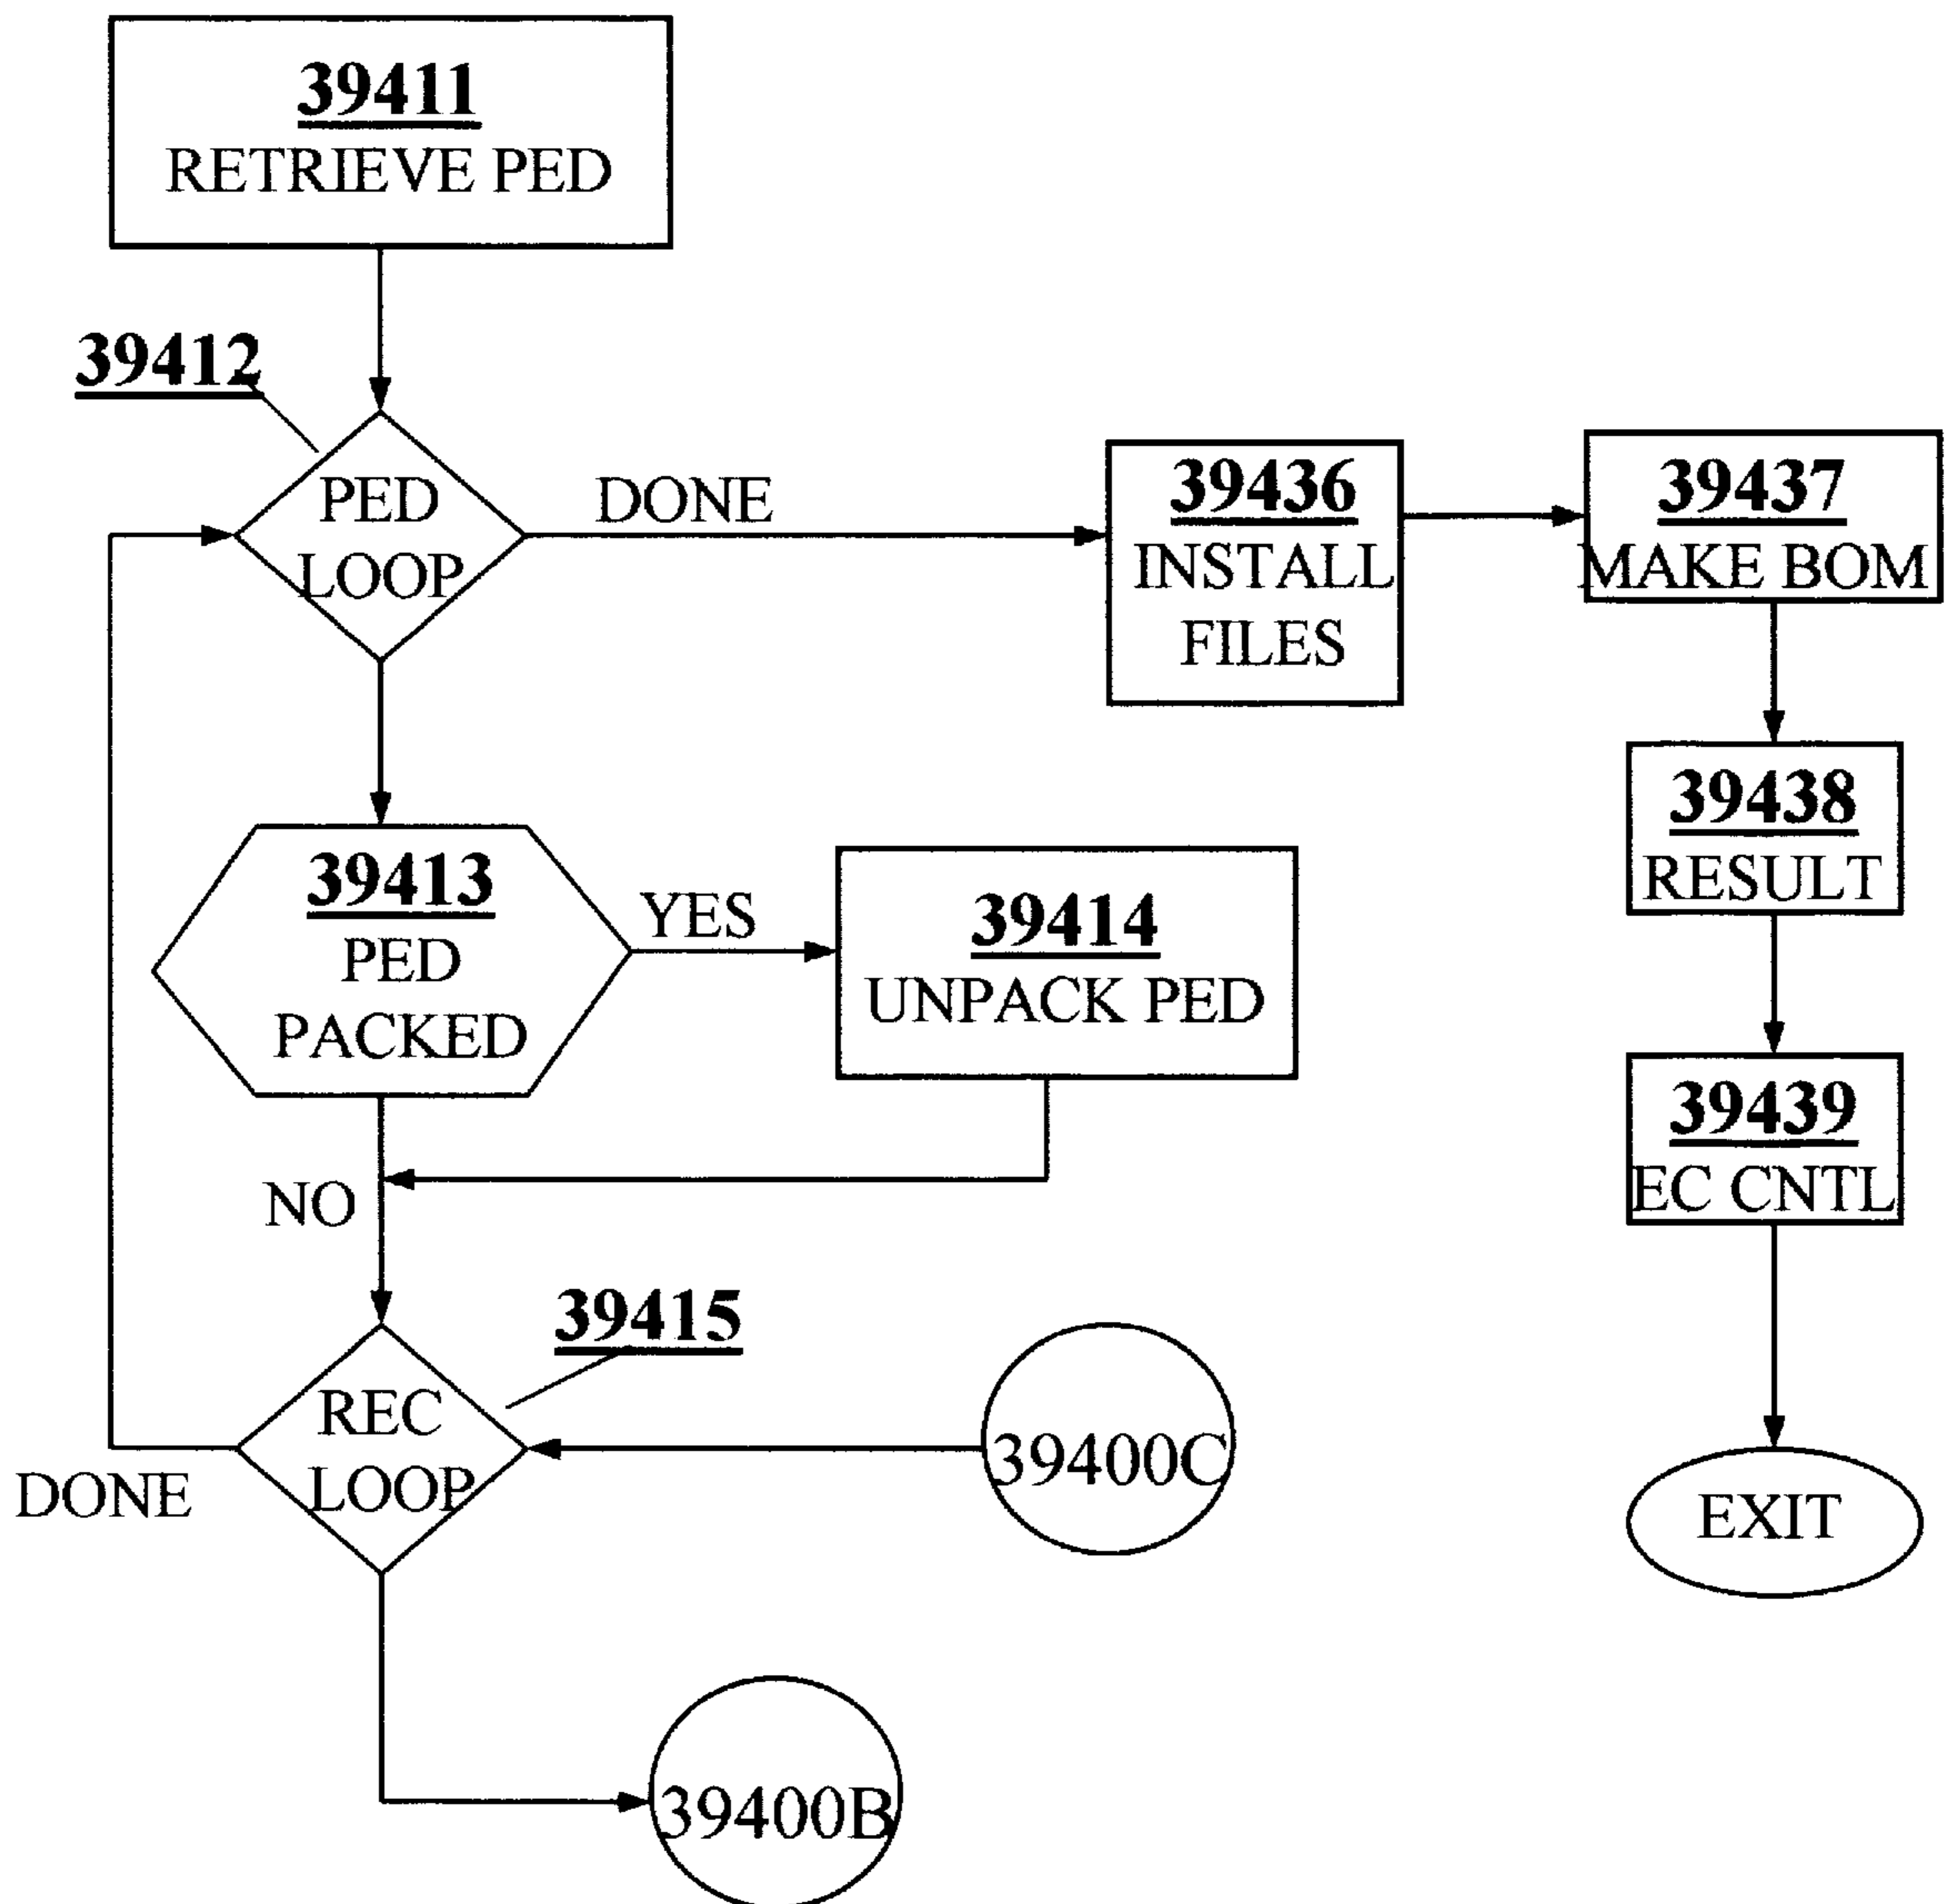 39411
RETRIEVE PED
39412
PED
LOOP
DONE
39436
INSTALL
FILES
39437
MAKE BOM
39413
PED
PACKED
YES
39414
UNPACK PED
39438
RESULT
39439
EC CNTL
NO
39415
REC
LOOP
DONE
39400C
EXIT
39400B